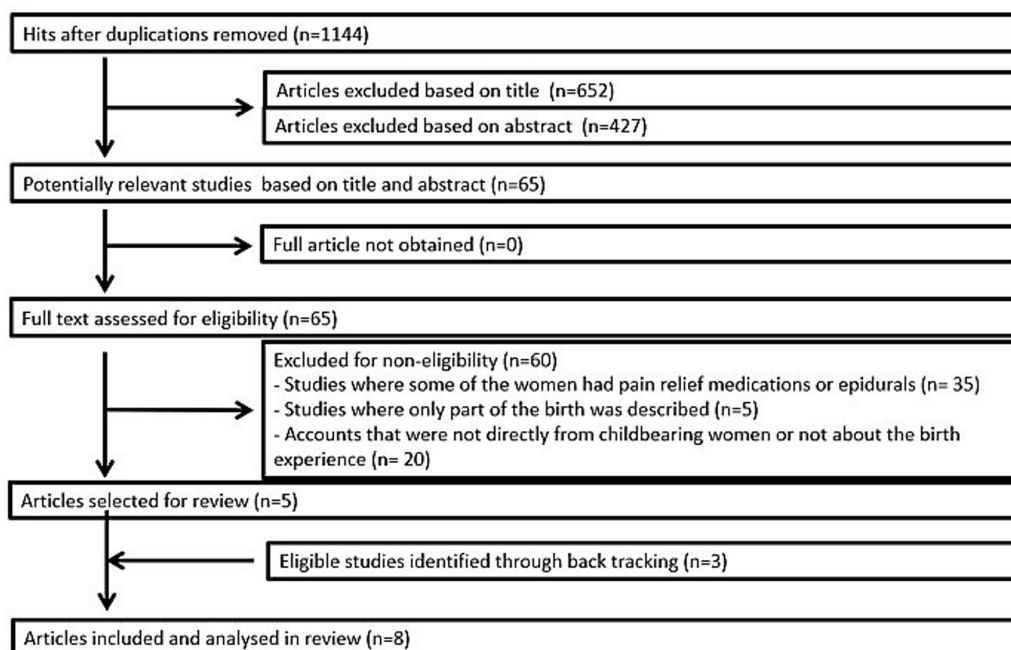 Hits after duplications removed (n=1144)
Articles excluded based on title (n=652)
Articles excluded based on abstract (n=427)
Potentially relevant studies based on title and abstract (n=65)
Full article not obtained (n=0)
Full text assessed for eligibility (n=65)
Excluded for non-eligibility (n=60)
- Studies where some of the women had pain relief medications or epidurals (n= 35)
- Studies where only part of the birth was described (n=5)
- Accounts that were not directly from childbearing women or not about the birth
experience (n= 20)
Articles selected for review (n=5)
Eligible studies identified through back tracking (n=3)
Articles included and analysed in review (n=8)